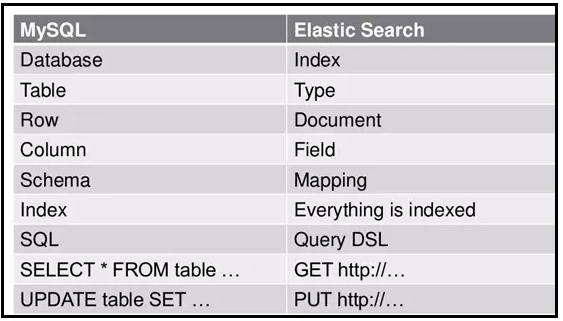 MySQL Elastic Search
Database Index
Table Type
Row Document
Column Field
Schema Mapping
Index Everything is indexed
SQL Query DSL
SELECT * FROM table … GET http://…
UPDATE table SET … PUT http://…